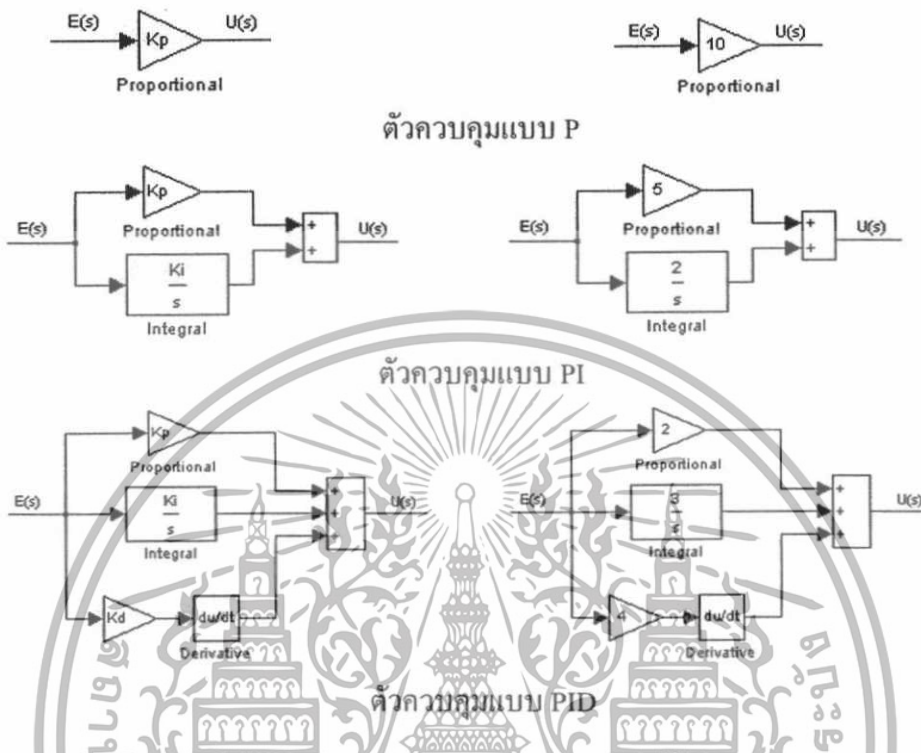 E(s) Kp U(s) E(s) 10 U(s)
Proportional Proportional
ตัวควบคุมแบบ P
Kp 5
E(s) Proportional + + U(s) E(s) Proportional + + U(s)
Ki
s
2
s
Integral Integral
ตัวควบคุมแบบ PI
Kp 2
Proportional Proportional
E(s) Ki
s + + + U(s) E(s) 3
s + + + U(s)
Integral Integral
Kd du/dt 4 du/dt
Derivative Derivative
ตัวควบคุมแบบ PID